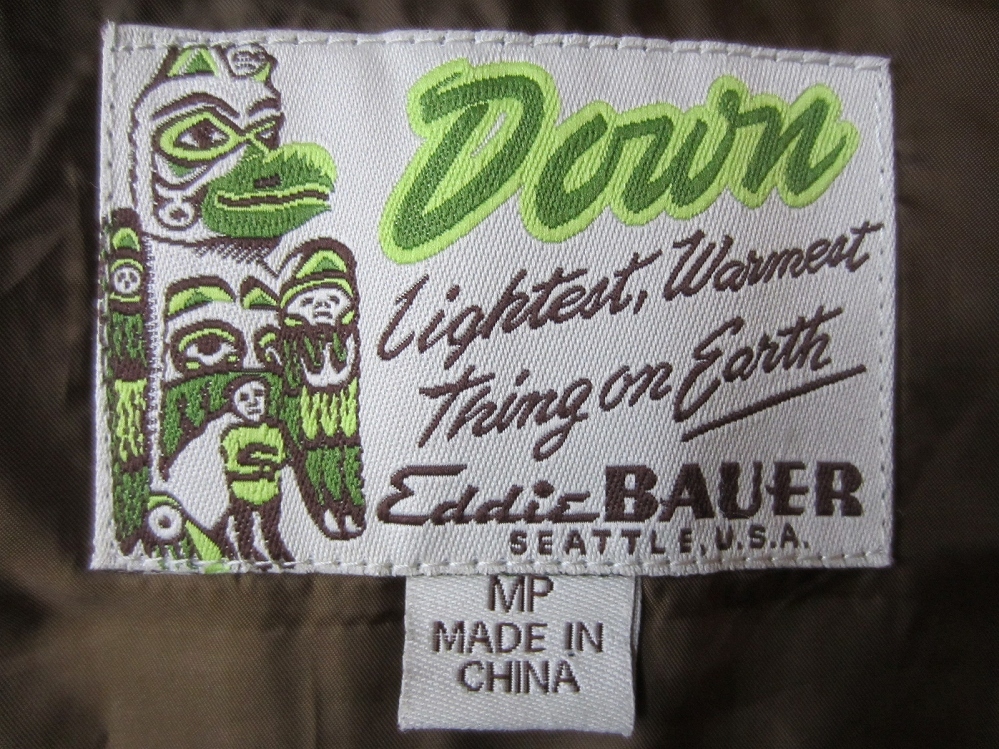 Down
Lightest, Warmest
Thing on Earth
Eddie BAUER
SEATTLE, U.S.A.
MP
MADE IN
CHINA